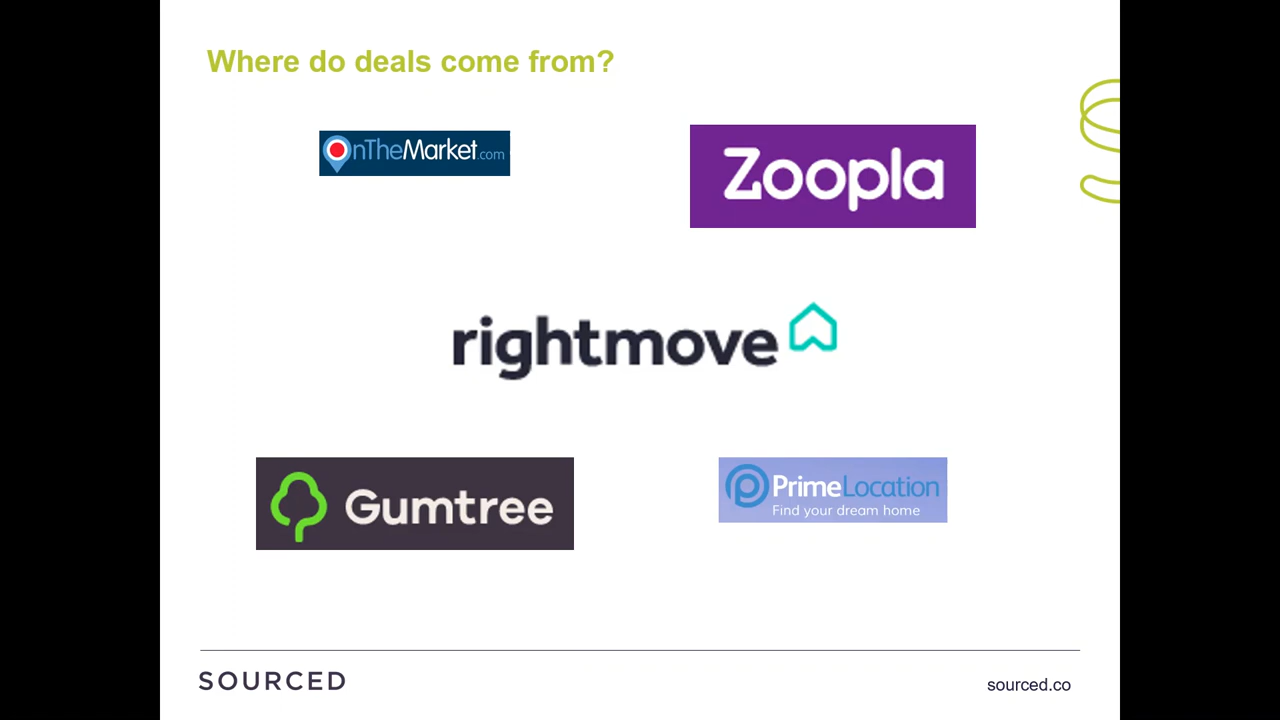 Where do deals come from?
OnTheMarket.com
Zoopla
rightmove
Gumtree
PrimeLocation
Find your dream home
SOURCED
sourced.co